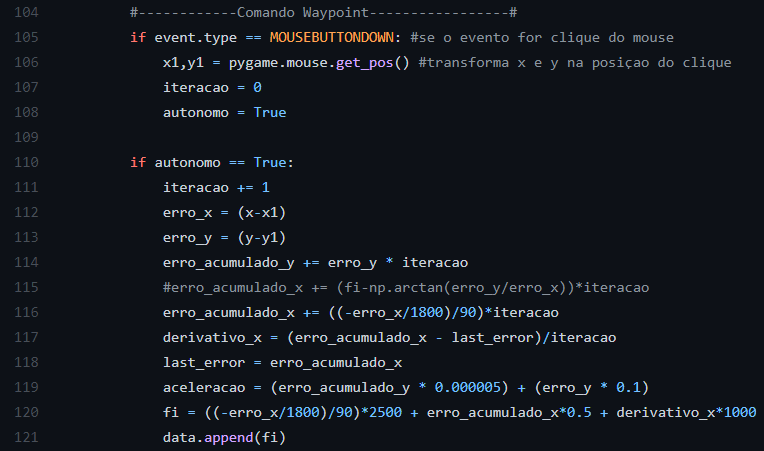 104 #------------Comando Waypoint-----------------#
105 if event.type == MOUSEBUTTONDOWN: #se o evento for clique do mouse
106 x1,y1 = pygame.mouse.get_pos() #transforma x e y na posiçao do clique
107 iteracao = 0
108 autonomo = True
109
110 if autonomo == True:
111 iteracao += 1
112 erro_x = (x-x1)
113 erro_y = (y-y1)
114 erro_acumulado_y += erro_y * iteracao
115 #erro_acumulado_x += (fi-np.arctan(erro_y/erro_x))*iteracao
116 erro_acumulado_x += ((-erro_x/1800)/90)*iteracao
117 derivativo_x = (erro_acumulado_x - last_error)/iteracao
118 last_error = erro_acumulado_x
119 aceleracao = (erro_acumulado_y * 0.000005) + (erro_y * 0.1)
120 fi = ((-erro_x/1800)/90)*2500 + erro_acumulado_x*0.5 + derivativo_x*1000
121 data.append(fi)